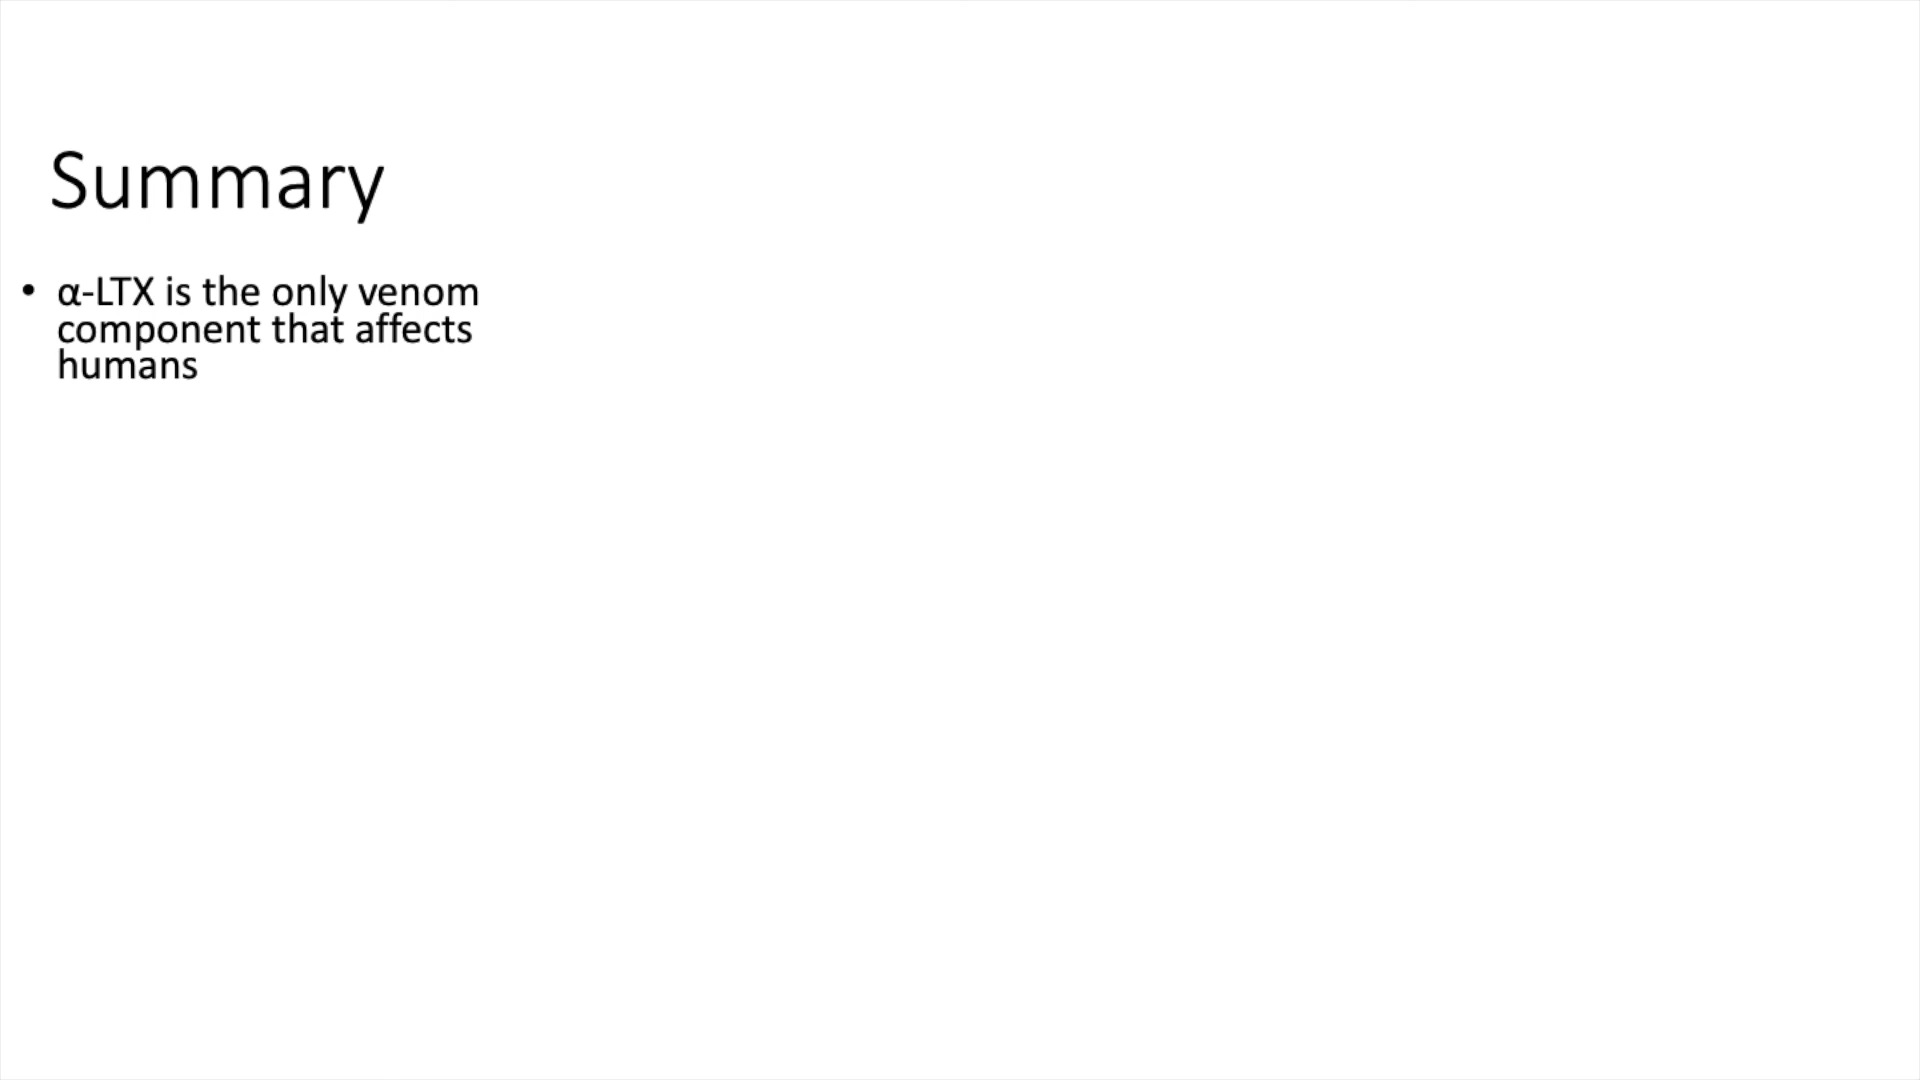 Summary
• α-LTX is the only venom
component that affects
humans